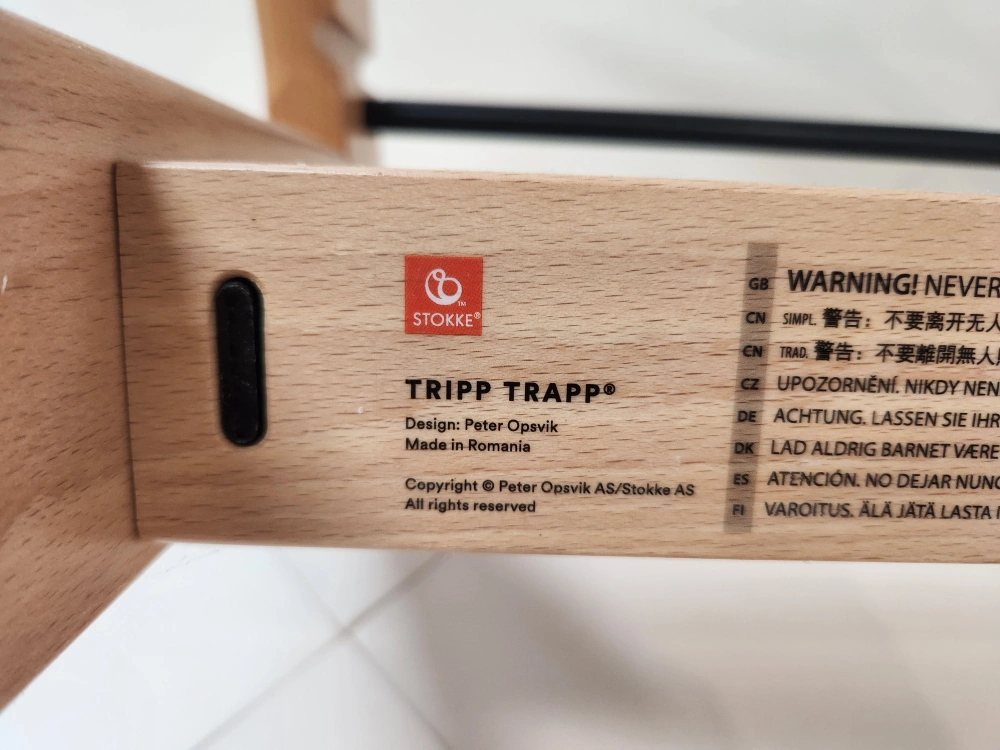 STOKKE®
TRIPP TRAPP®
Design: Peter Opsvik
Made in Romania
Copyright © Peter Opsvik AS/Stokke AS
All rights reserved
GB WARNING! NEVER
CN SIMPL. 警告：不要离开无人
CN TRAD. 警告：不要離開無人
CZ UPOZORNĚNÍ. NIKDY NEN
DE ACHTUNG. LASSEN SIE IHR
DK LAD ALDRIG BARNET VÆRE
ES ATENCIÓN. NO DEJAR NUNC
FI VAROITUS. ÄLÄ JÄTÄ LASTA